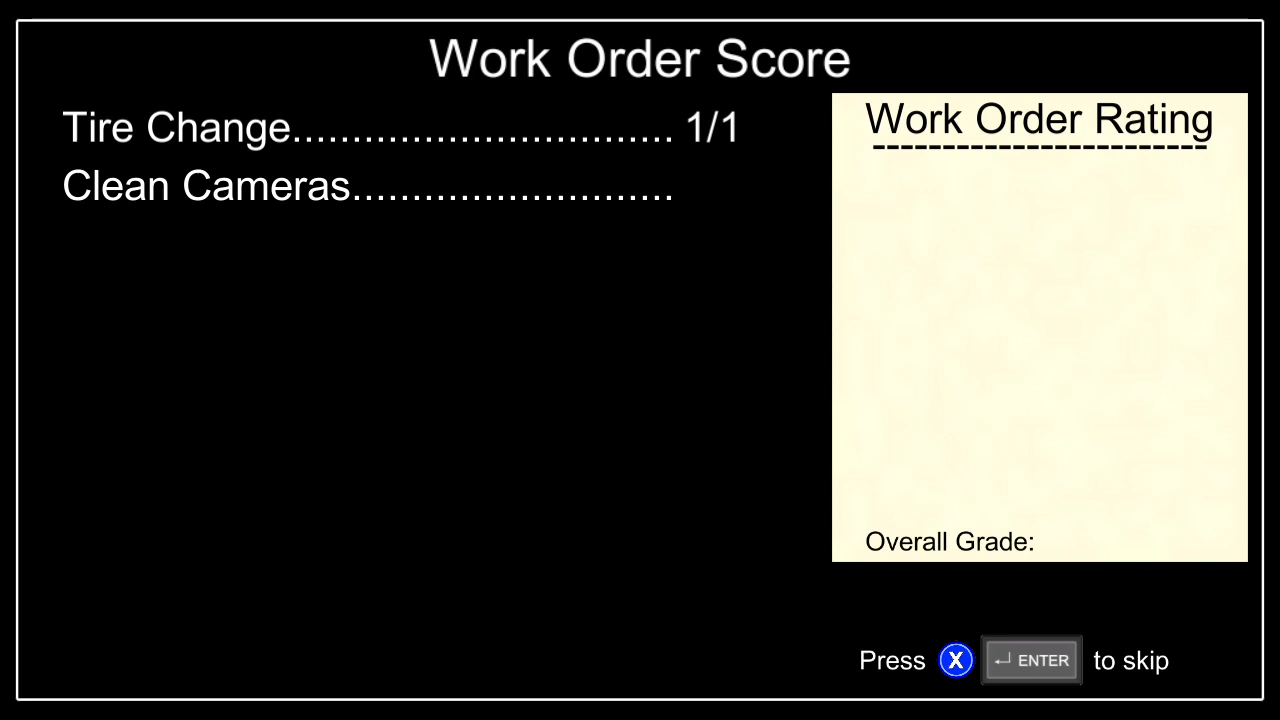 Work Order Score
Tire Change................................ 1/1
Clean Cameras...........................
Work Order Rating
------------------------
Overall Grade:
Press X ↵ ENTER to skip